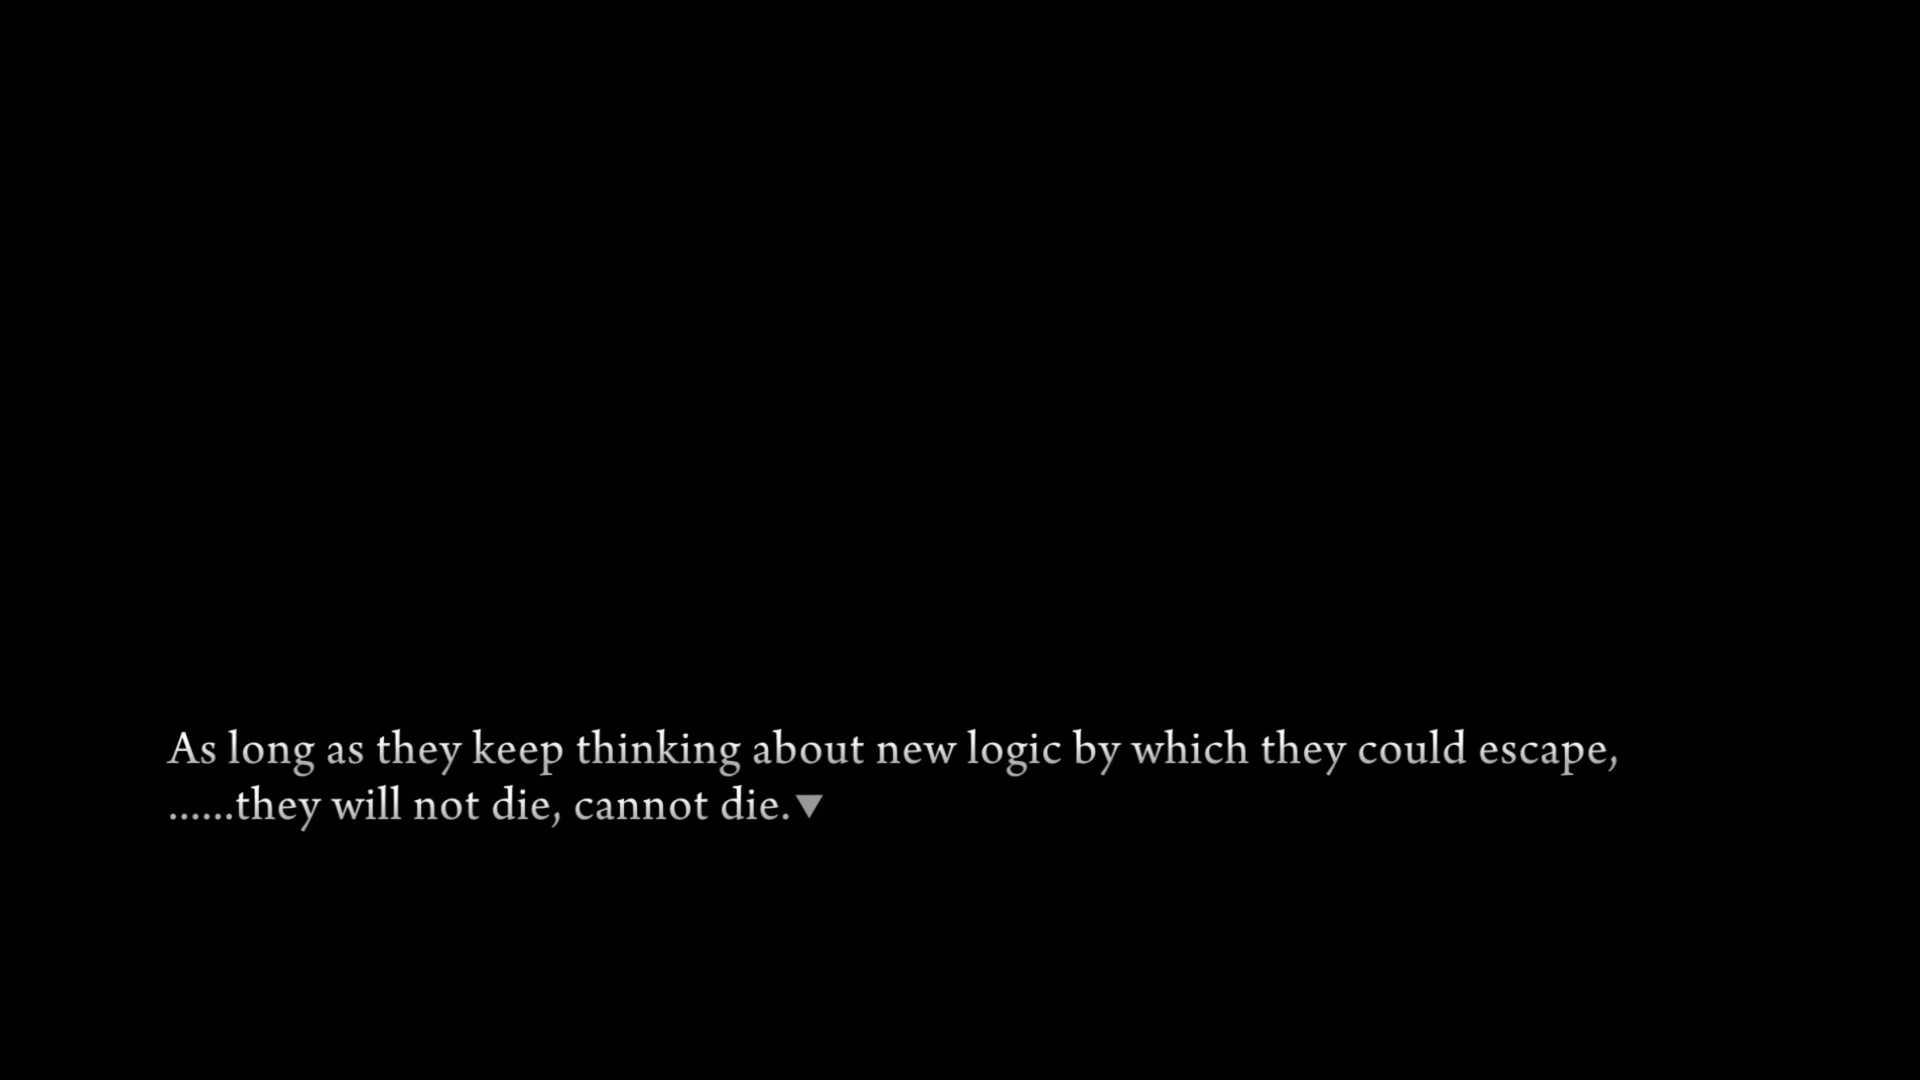 As long as they keep thinking about new logic by which they could escape,
......they will not die, cannot die.▼